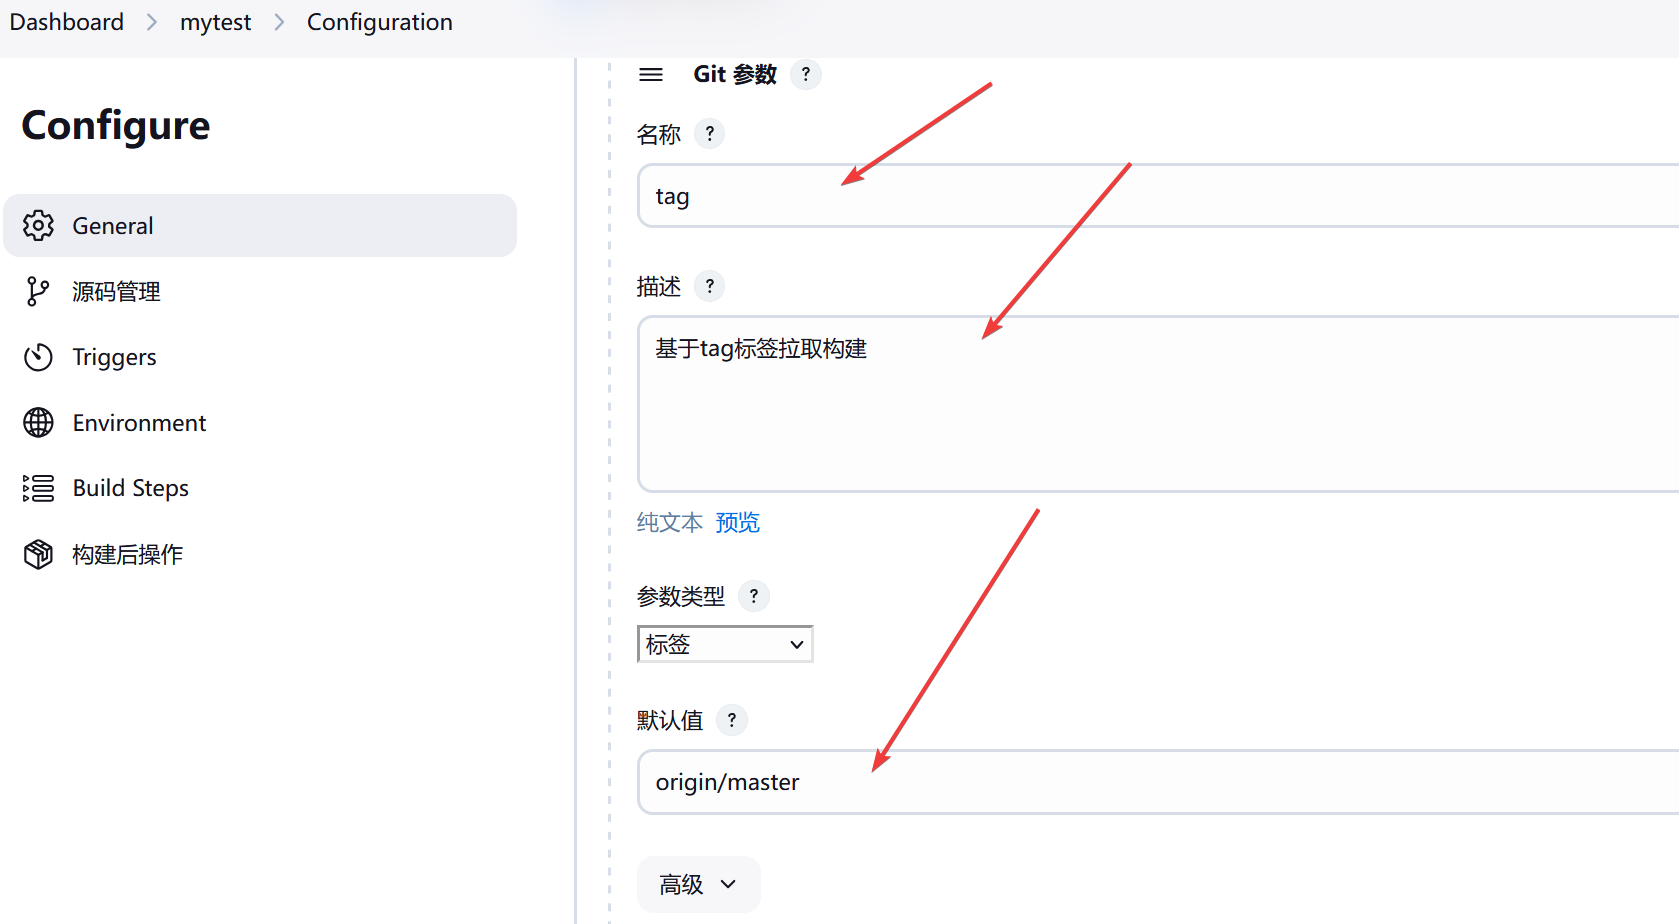 Dashboard > mytest > Configuration
Configure
General
源码管理
Triggers
Environment
Build Steps
构建后操作
Git 参数 ?
名称 ?
tag
描述 ?
基于tag标签拉取构建
纯文本 预览
参数类型 ?
标签
默认值 ?
origin/master
高级